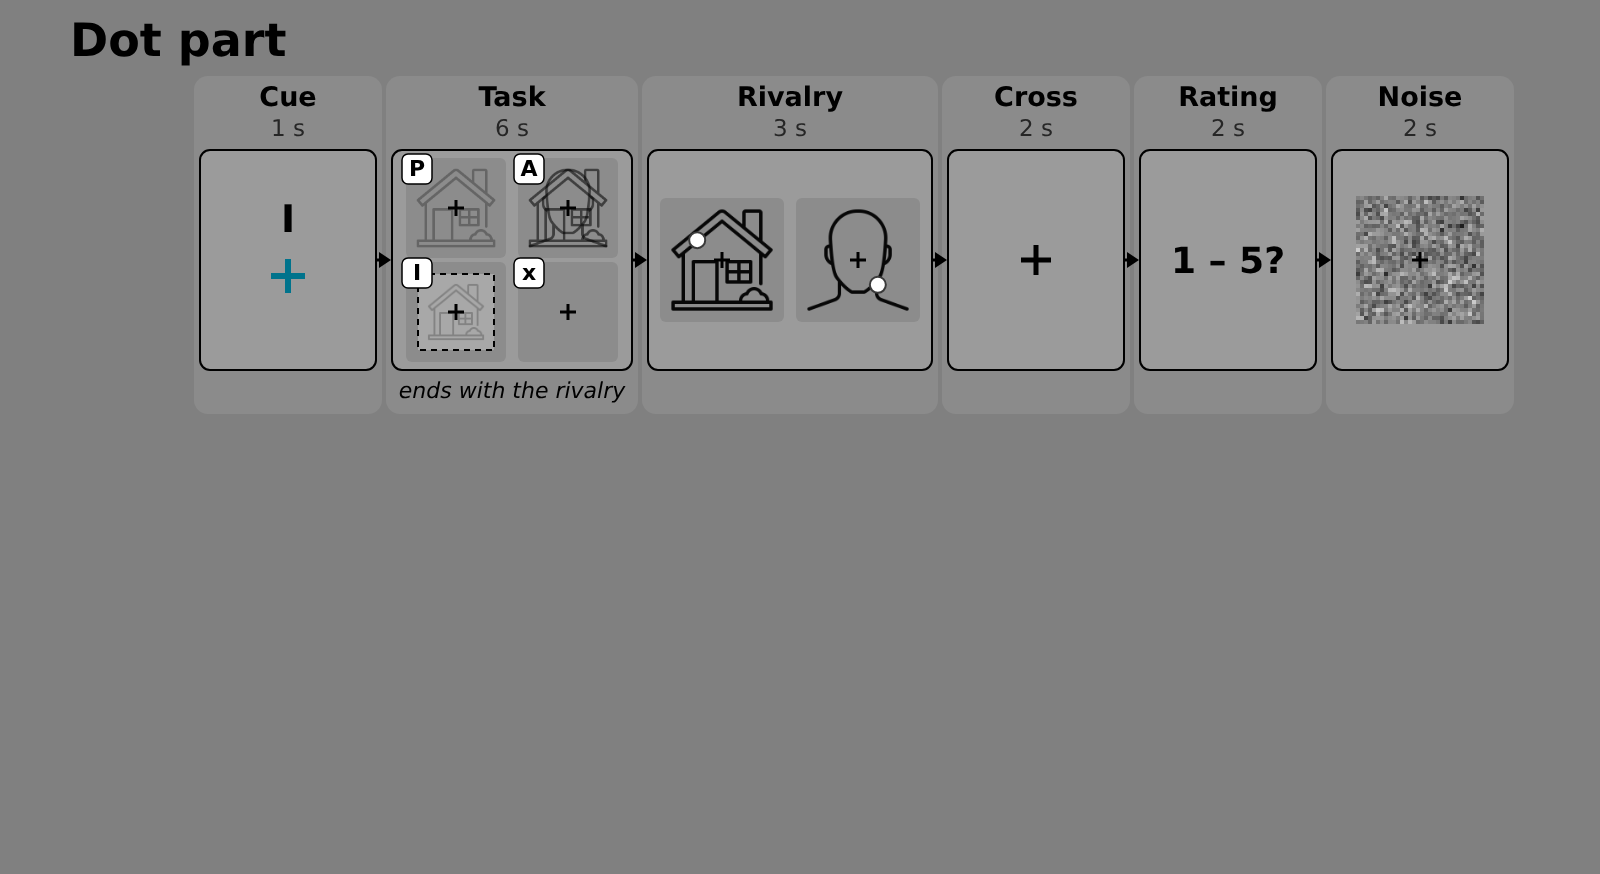 Dot part
Cue
1 s
Task
6 s
Rivalry
3 s
Cross
2 s
Rating
2 s
Noise
2 s
I
P
A
I
x
1 – 5?
ends with the rivalry